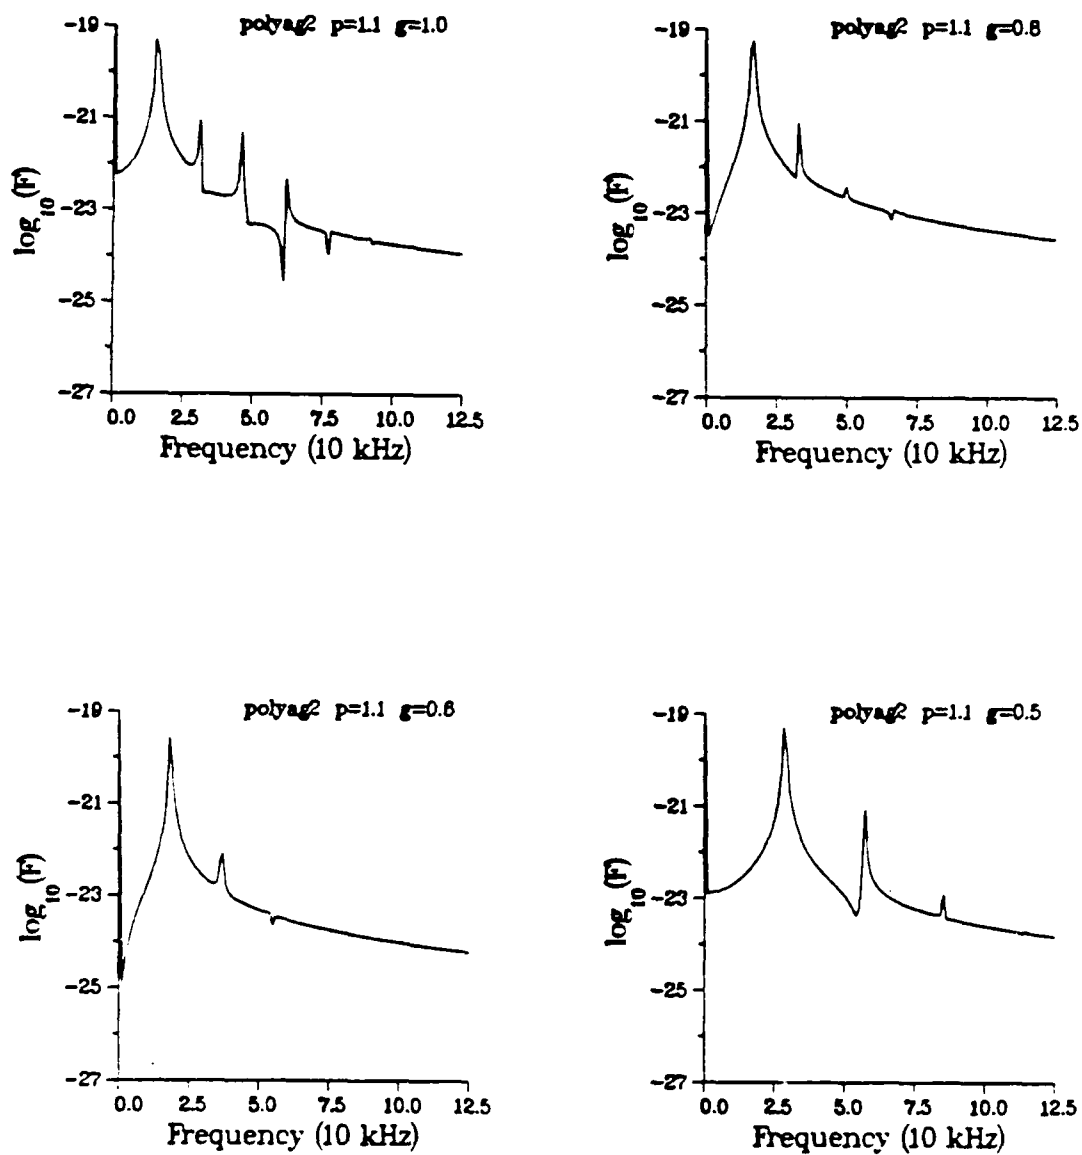 polyag2 p=1.1 g=1.0
-19
-21
-23
-25
-27
log10(F)
0.0 2.5 5.0 7.5 10.0 12.5
Frequency (10 kHz)
polyag2 p=1.1 g=0.8
-19
-21
-23
-25
-27
log10(F)
0.0 2.5 5.0 7.5 10.0 12.5
Frequency (10 kHz)
polyag2 p=1.1 g=0.6
-19
-21
-23
-25
-27
log10(F)
0.0 2.5 5.0 7.5 10.0 12.5
Frequency (10 kHz)
polyag2 p=1.1 g=0.5
-19
-21
-23
-25
-27
log10(F)
0.0 2.5 5.0 7.5 10.0 12.5
Frequency (10 kHz)